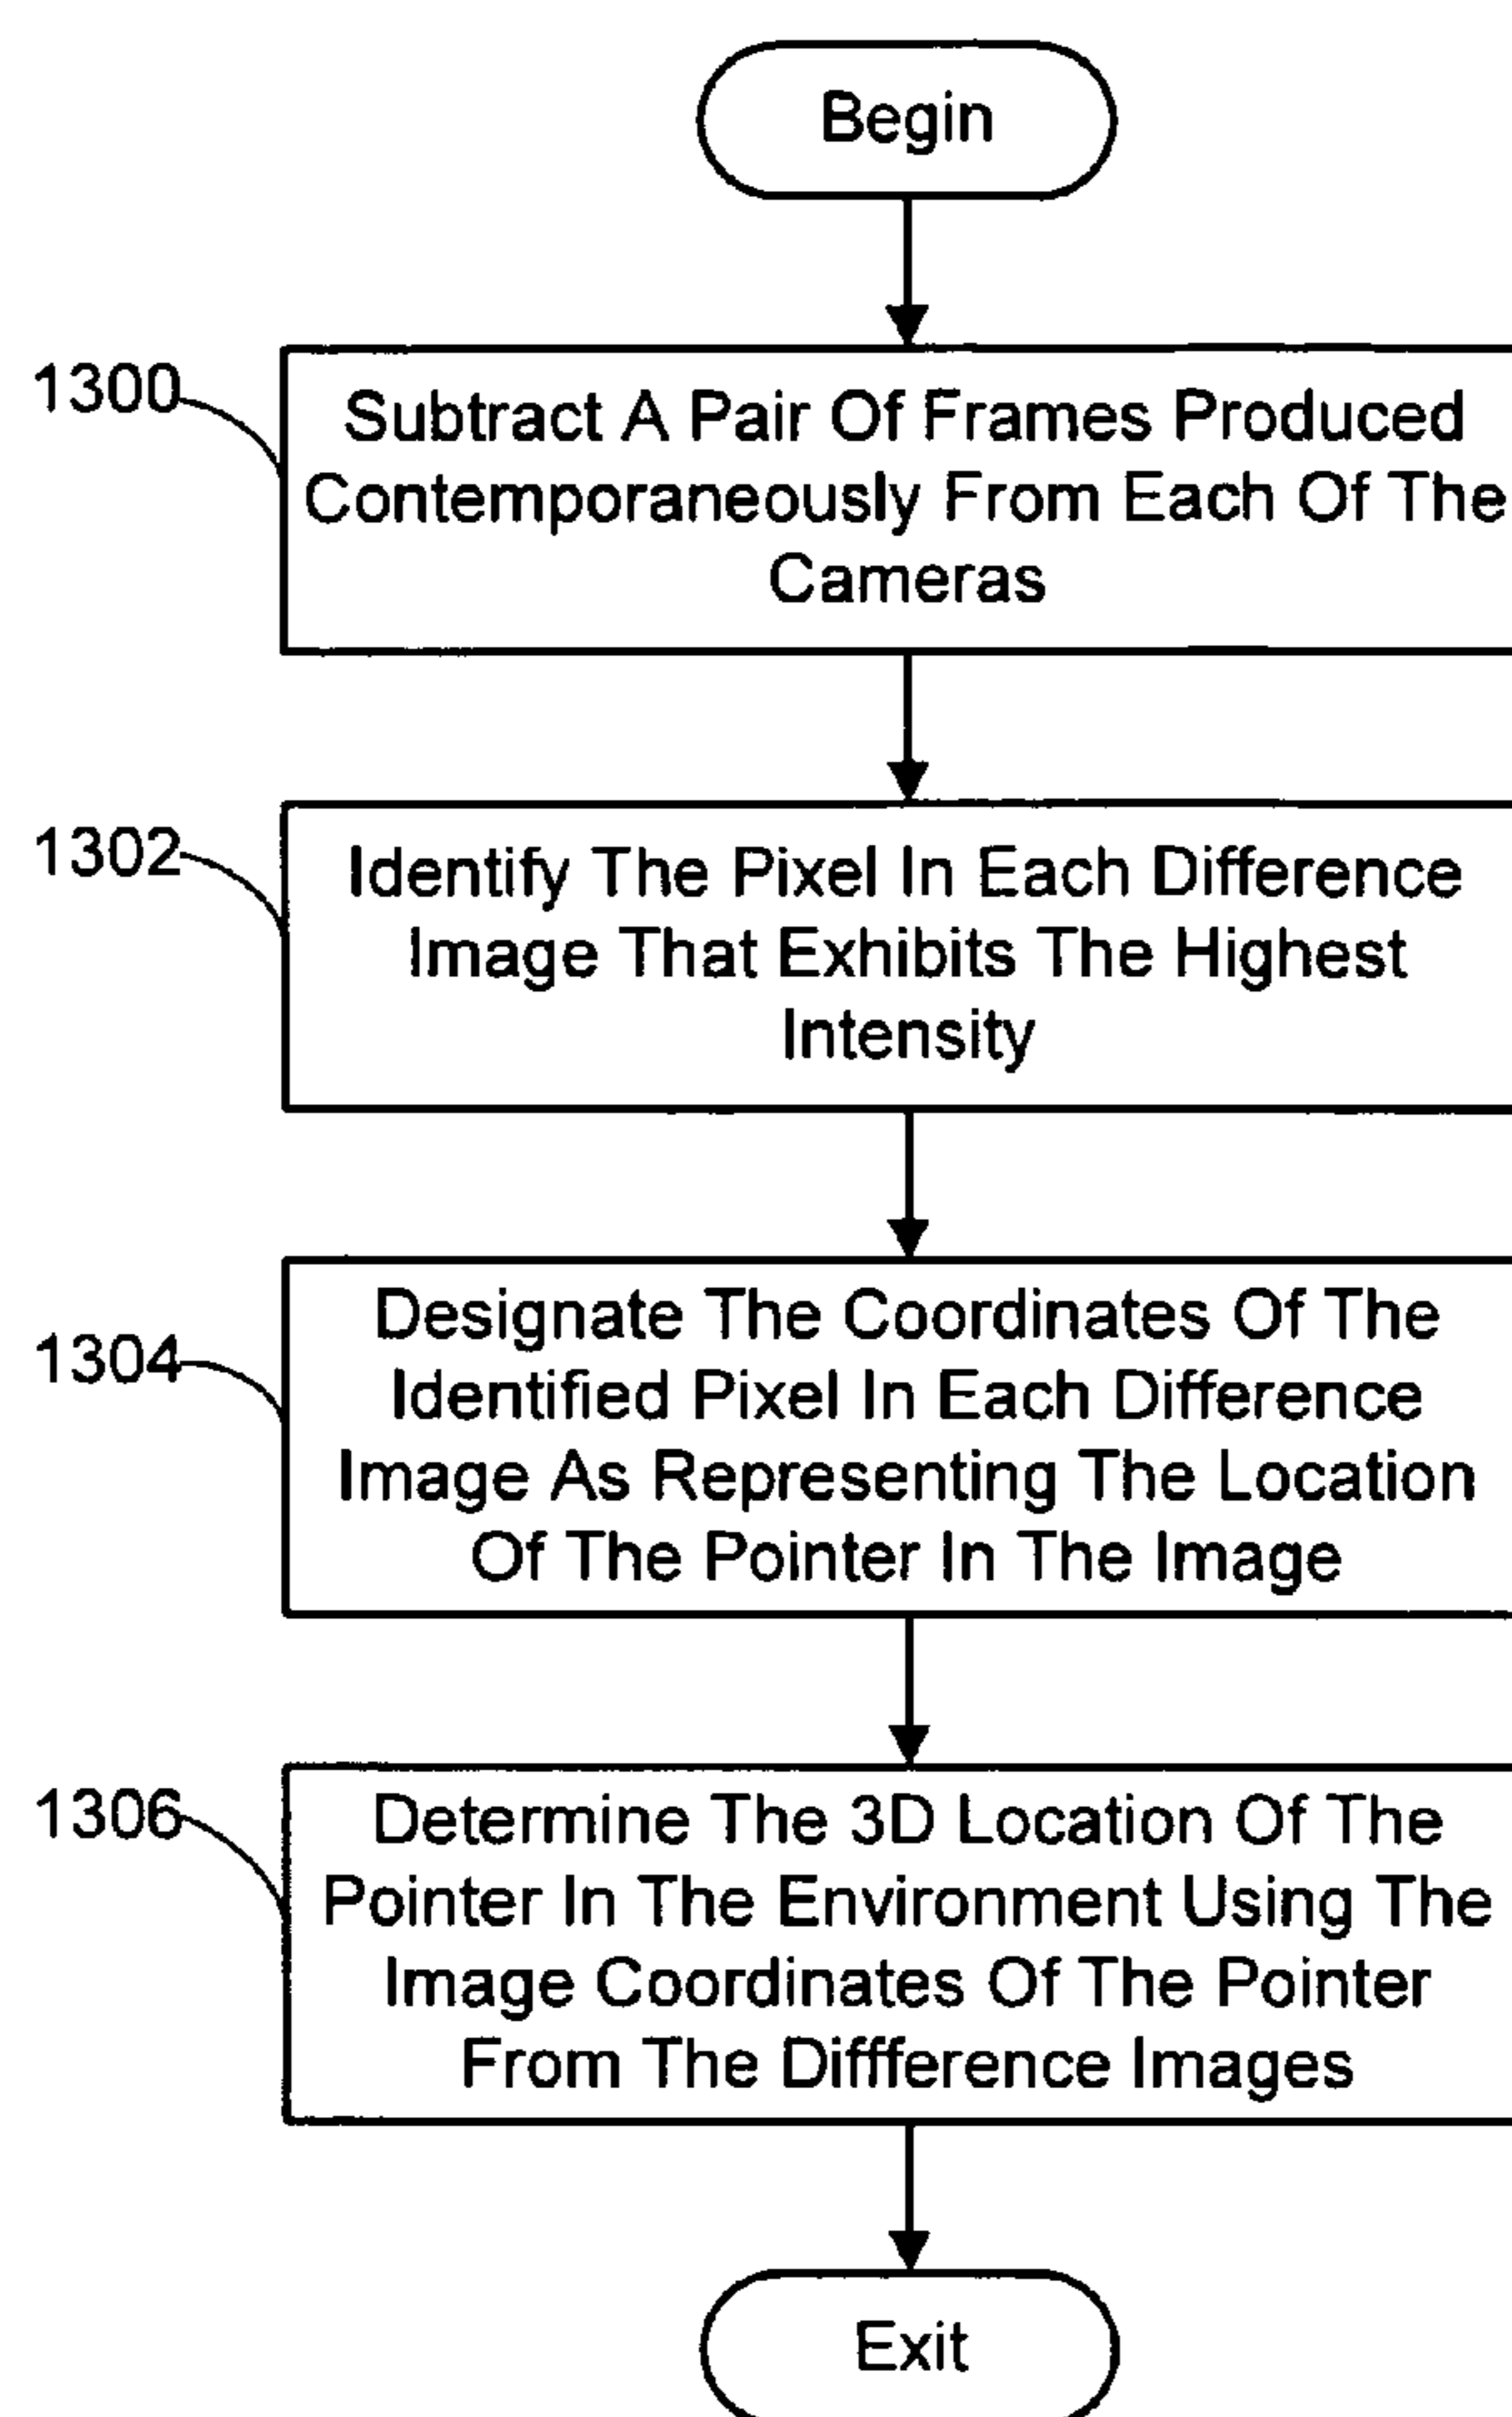 Begin
1300
Subtract A Pair Of Frames Produced
Contemporaneously From Each Of The
Cameras
1302
Identify The Pixel In Each Difference
Image That Exhibits The Highest
Intensity
1304
Designate The Coordinates Of The
Identified Pixel In Each Difference
Image As Representing The Location
Of The Pointer In The Image
1306
Determine The 3D Location Of The
Pointer In The Environment Using The
Image Coordinates Of The Pointer
From The Diffference Images
Exit